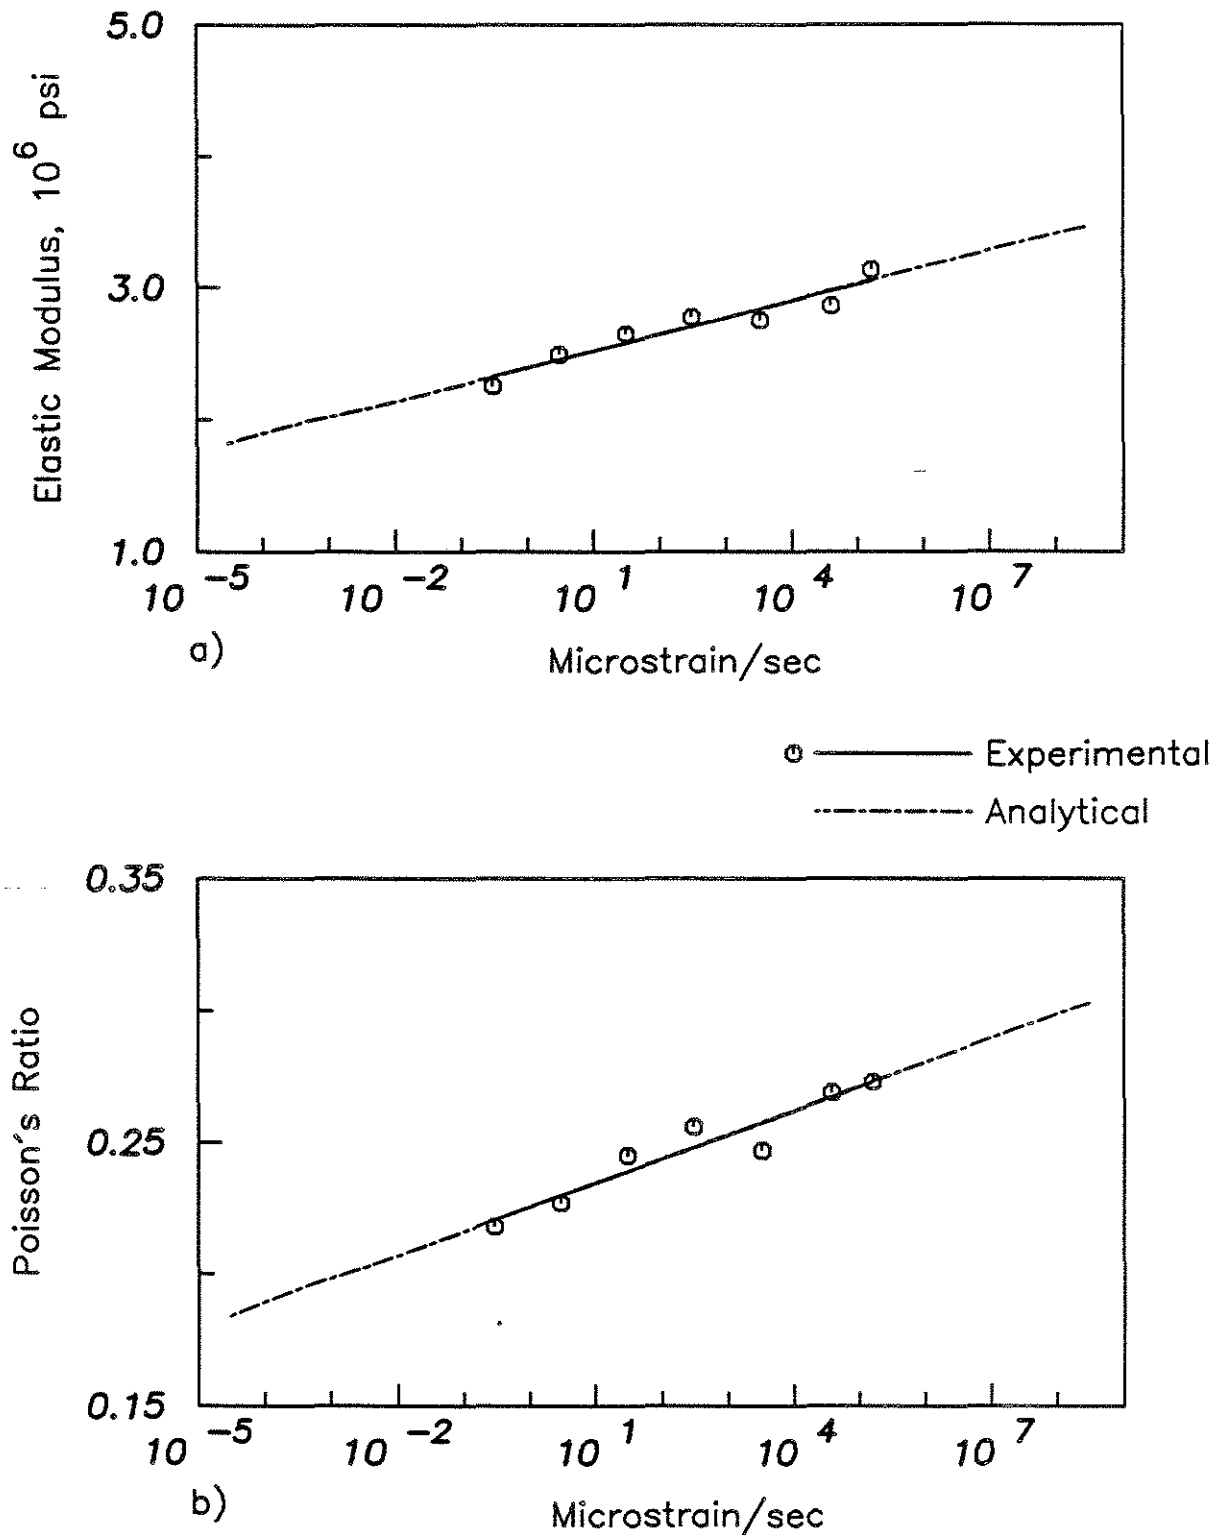 5.0
Elastic Modulus, 10^6 psi
3.0
1.0
10^-5 10^-2 10^1 10^4 10^7
a)
Microstrain/sec
Experimental
Analytical
0.35
Poisson's Ratio
0.25
0.15
10^-5 10^-2 10^1 10^4 10^7
b)
Microstrain/sec